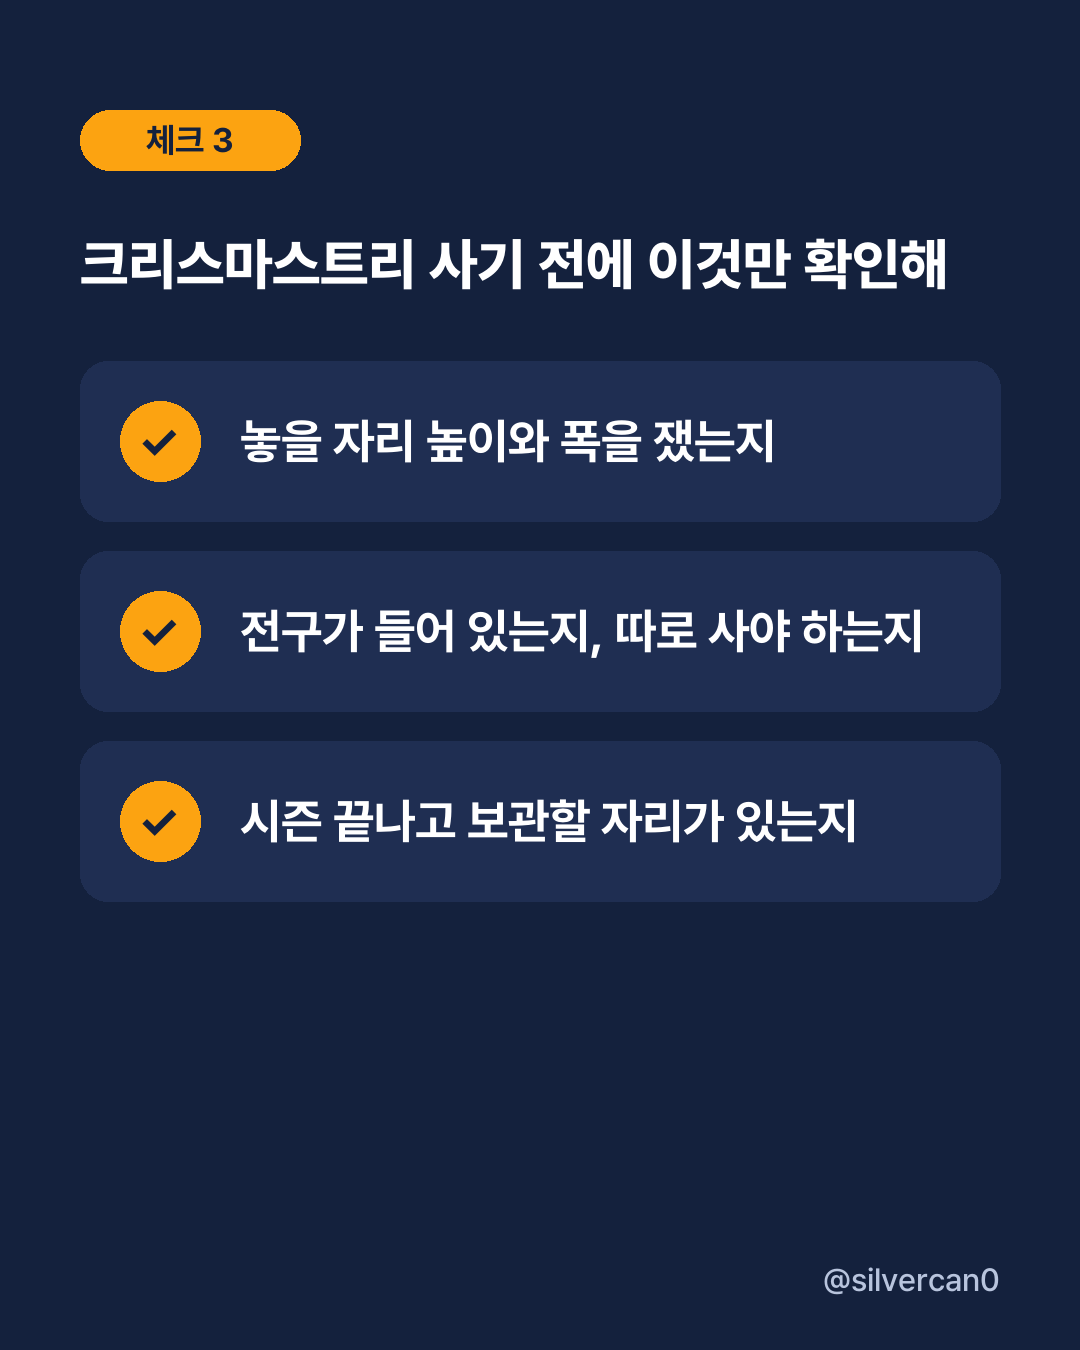 체크 3
크리스마스트리 사기 전에 이것만 확인해
놓을 자리 높이와 폭을 쟀는지
전구가 들어 있는지, 따로 사야 하는지
시즌 끝나고 보관할 자리가 있는지
@silvercan0